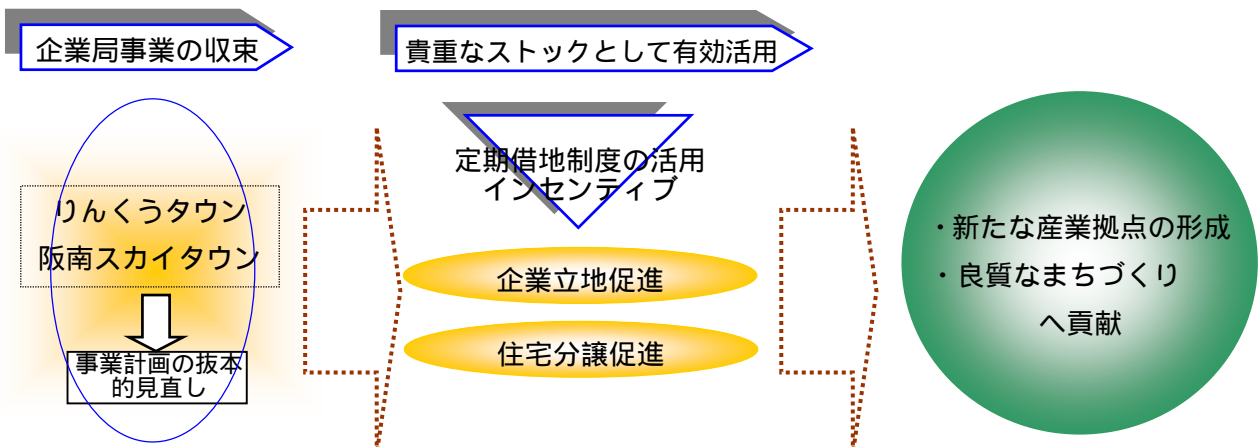 企業局事業の収束
貴重なストックとして有効活用
りんくうタウン
阪南スカイタウン
事業計画の抜本
的見直し
定期借地制度の活用
インセンティブ
企業立地促進
住宅分譲促進
・新たな産業拠点の形成
・良質なまちづくり
へ貢献